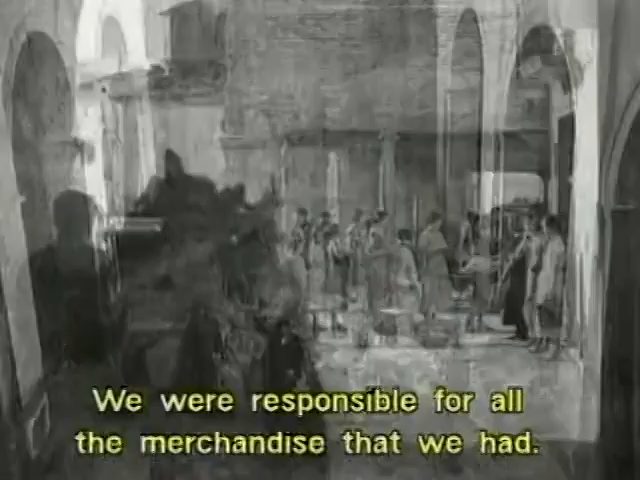 We were responsible for all
the merchandise that we had.